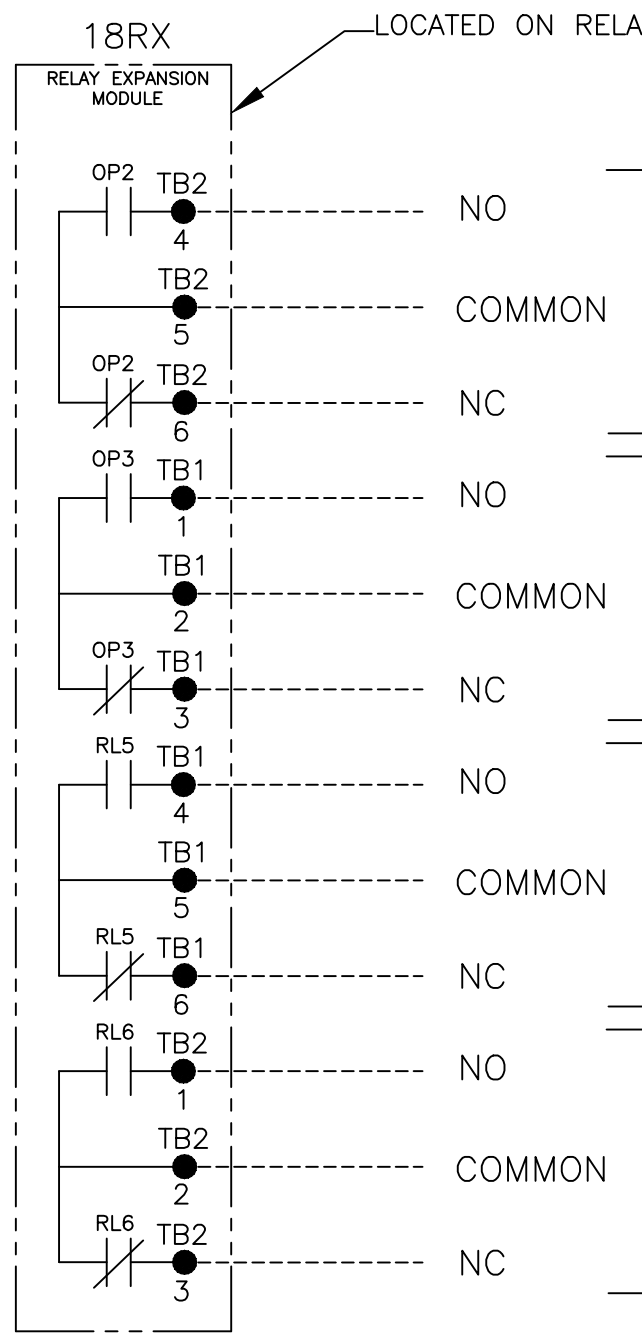 18RX
LOCATED ON RELA
RELAY EXPANSION
MODULE
OP2 TB2 NO
4
TB2 COMMON
5
OP2 TB2 NC
6
OP3 TB1 NO
1
TB1 COMMON
2
OP3 TB1 NC
3
RL5 TB1 NO
4
TB1 COMMON
5
RL5 TB1 NC
6
RL6 TB2 NO
1
TB2 COMMON
2
RL6 TB2 NC
3